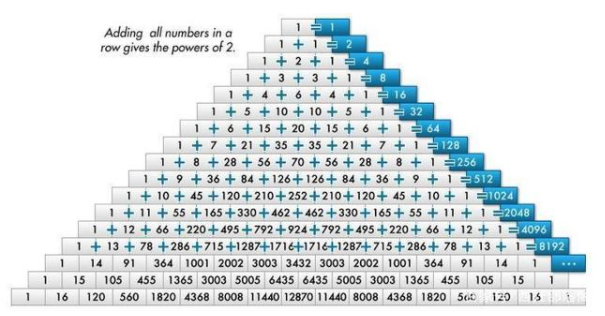 Adding all numbers in a
row gives the powers of 2.
1 = 1
1 + 1 = 2
1 + 2 + 1 = 4
1 + 3 + 3 + 1 = 8
1 + 4 + 6 + 4 + 1 = 16
1 + 5 + 10 + 10 + 5 + 1 = 32
1 + 6 + 15 + 20 + 15 + 6 + 1 = 64
1 + 7 + 21 + 35 + 35 + 21 + 7 + 1 = 128
1 + 8 + 28 + 56 + 70 + 56 + 28 + 8 + 1 = 256
1 + 9 + 36 + 84 + 126 + 126 + 84 + 36 + 9 + 1 = 512
1 + 10 + 45 + 120 + 210 + 252 + 210 + 120 + 45 + 10 + 1 = 1024
1 + 11 + 55 + 165 + 330 + 462 + 462 + 330 + 165 + 55 + 11 + 1 = 2048
1 + 12 + 66 + 220 + 495 + 792 + 924 + 792 + 495 + 220 + 66 + 12 + 1 = 4096
1 + 13 + 78 + 286 + 715 + 1287 + 1716 + 1716 + 1287 + 715 + 286 + 78 + 13 + 1 = 8192
1 14 91 364 1001 2002 3003 3432 3003 2002 1001 364 91 14 1 ...
1 15 105 455 1365 3003 5005 6435 6435 5005 3003 1365 455 105 15 1
1 16 120 560 1820 4368 8008 11440 12870 11440 8008 4368 1820 560 120 16 1